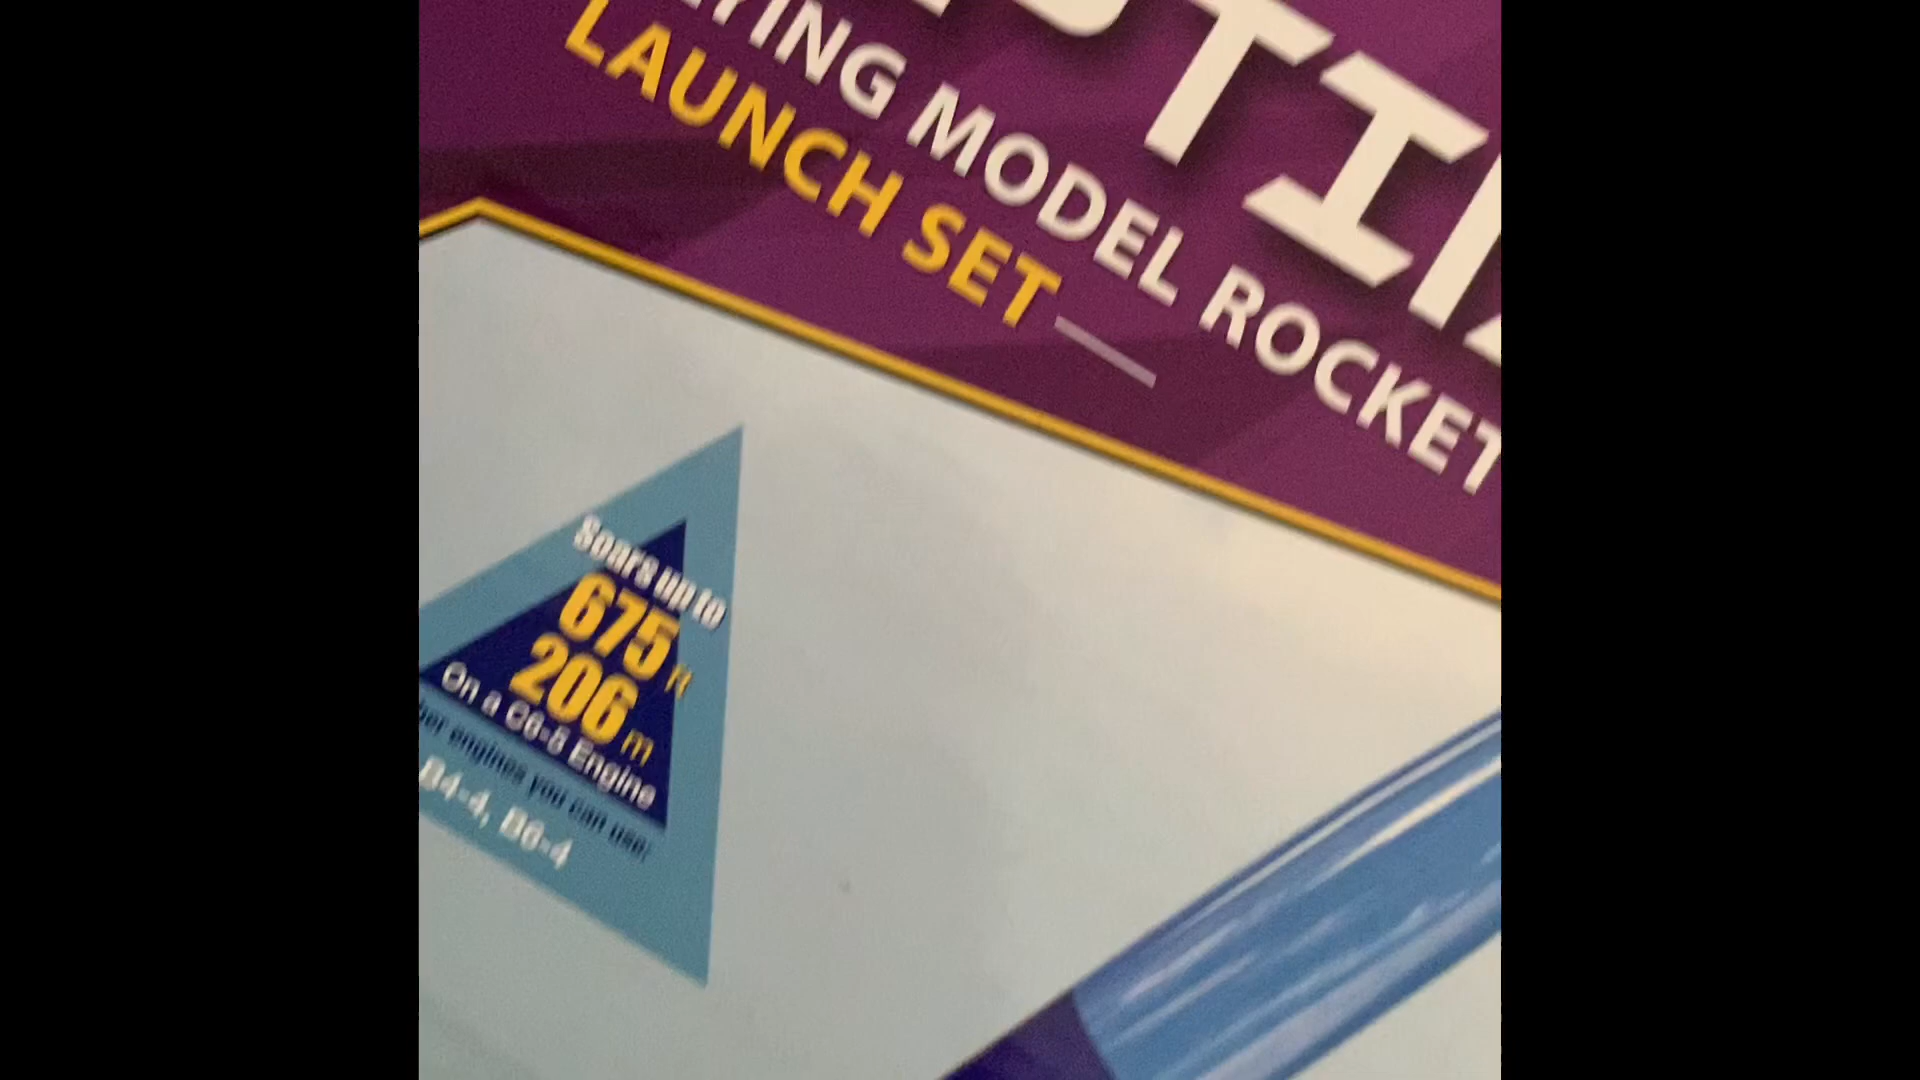 FLYING MODEL ROCKET
LAUNCH SET
Soars up to
675 ft
206 m
On a C6-5 Engine
engines you can use:
B4-4, B6-4